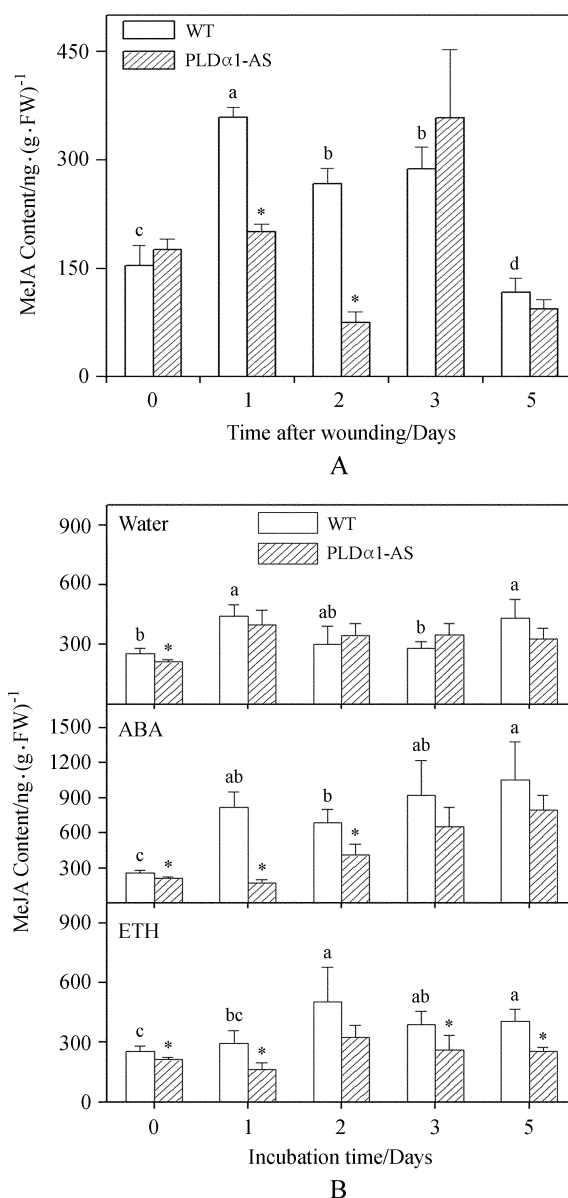 450
300
150
0
MeJA Content/ng·(g·FW)⁻¹
WT
PLDα1-AS
c
a
*
b
*
b
d
0 1 2 3 5
Time after wounding/Days
A
Water
WT
PLDα1-AS
900
600
300
b * a ab b a
ABA
1500
1200
900
600
300
c * ab * b * ab a
MeJA Content/ng·(g·FW)⁻¹
ETH
900
600
300
0
c * bc * a ab * a *
0 1 2 3 5
Incubation time/Days
B